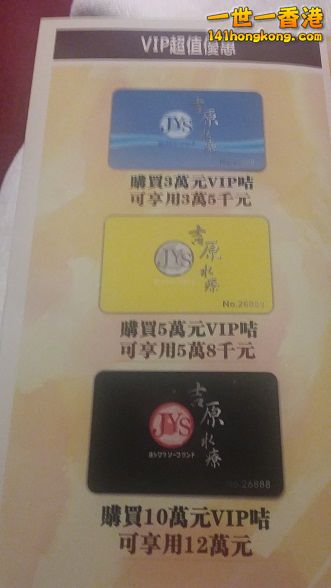 一世一香港
141hongkong.com
VIP超值優惠
JYS
吉原水療
購買3萬元VIP咭
可享用3萬5千元
JYS
吉原水療
No.26888
購買5萬元VIP咭
可享用5萬8千元
JYS
吉原水療
No.26888
購買10萬元VIP咭
可享用12萬元